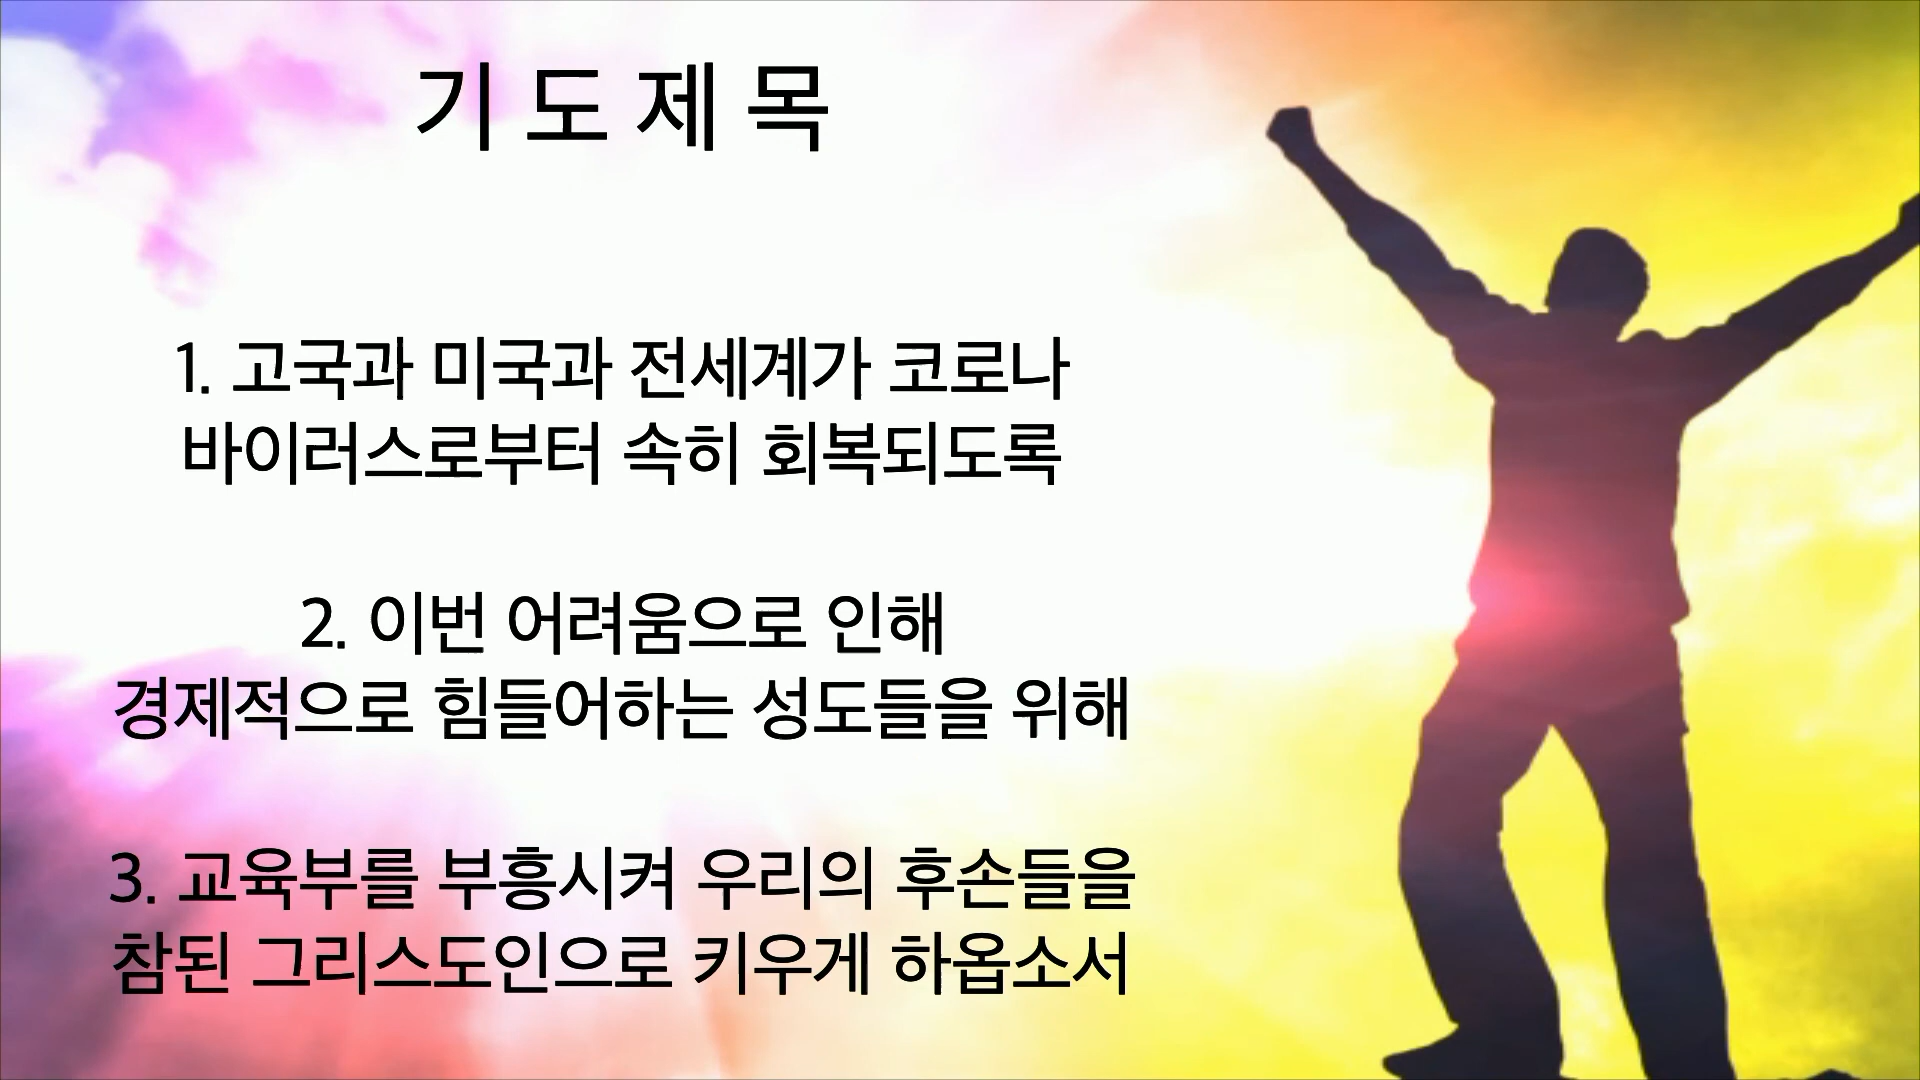 기 도 제 목
1. 고국과 미국과 전세계가 코로나
바이러스로부터 속히 회복되도록
2. 이번 어려움으로 인해
경제적으로 힘들어하는 성도들을 위해
3. 교육부를 부흥시켜 우리의 후손들을
참된 그리스도인으로 키우게 하옵소서